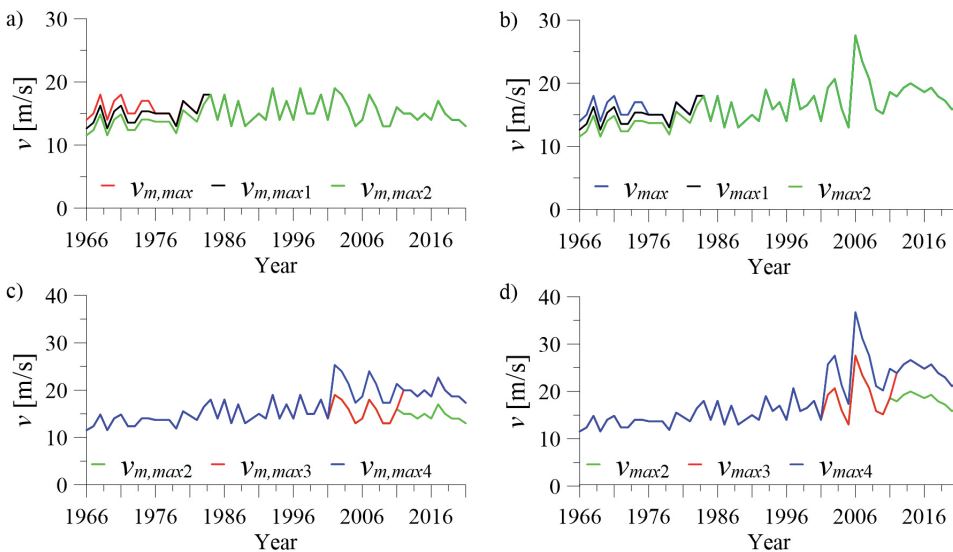 a)
30
20
10
0
v [m/s]
v_{m,max} v_{m,max1} v_{m,max2}
1966 1976 1986 1996 2006 2016
Year
b)
30
20
10
0
v [m/s]
v_{max} v_{max1} v_{max2}
1966 1976 1986 1996 2006 2016
Year
c)
40
30
20
10
0
v [m/s]
v_{m,max2} v_{m,max3} v_{m,max4}
1966 1976 1986 1996 2006 2016
Year
d)
40
30
20
10
0
v [m/s]
v_{max2} v_{max3} v_{max4}
1966 1976 1986 1996 2006 2016
Year